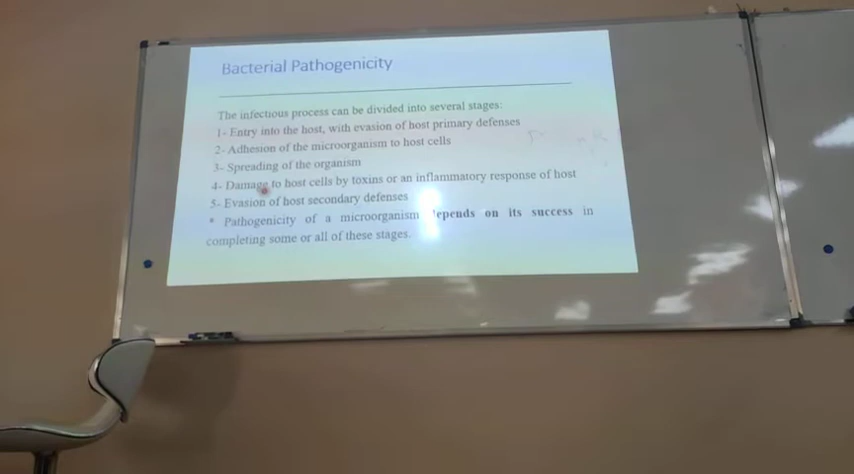 Bacterial Pathogenicity
The infectious process can be divided into several stages:
1- Entry into the host, with evasion of host primary defenses
2- Adhesion of the microorganism to host cells
3- Spreading of the organism
4- Damage to host cells by toxins or an inflammatory response of host
5- Evasion of host secondary defenses
* Pathogenicity of a microorganism depends on its success in
completing some or all of these stages.